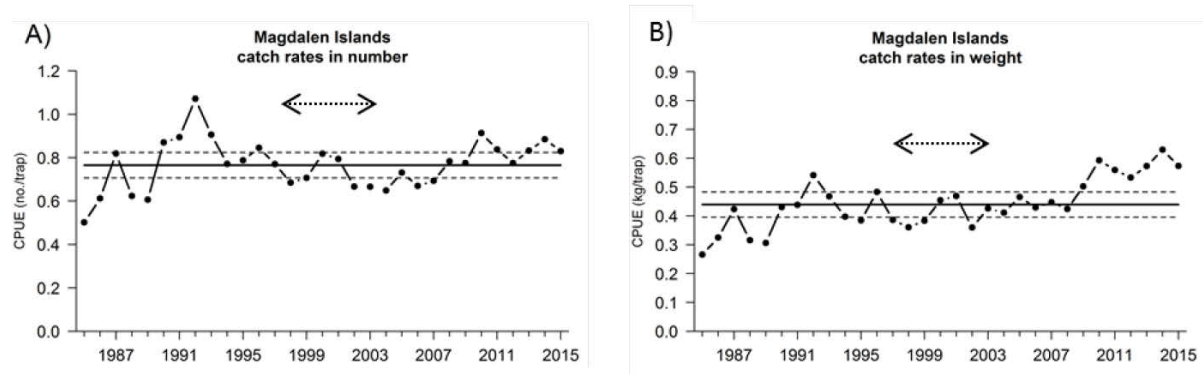 A)
Magdalen Islands
catch rates in number
CPUE (no./trap)
1.2
1.0
0.8
0.6
0.4
0.2
0.0
1987 1991 1995 1999 2003 2007 2011 2015
B)
Magdalen Islands
catch rates in weight
CPUE (kg/trap)
0.9
0.8
0.7
0.6
0.5
0.4
0.3
0.2
0.1
0.0
1987 1991 1995 1999 2003 2007 2011 2015